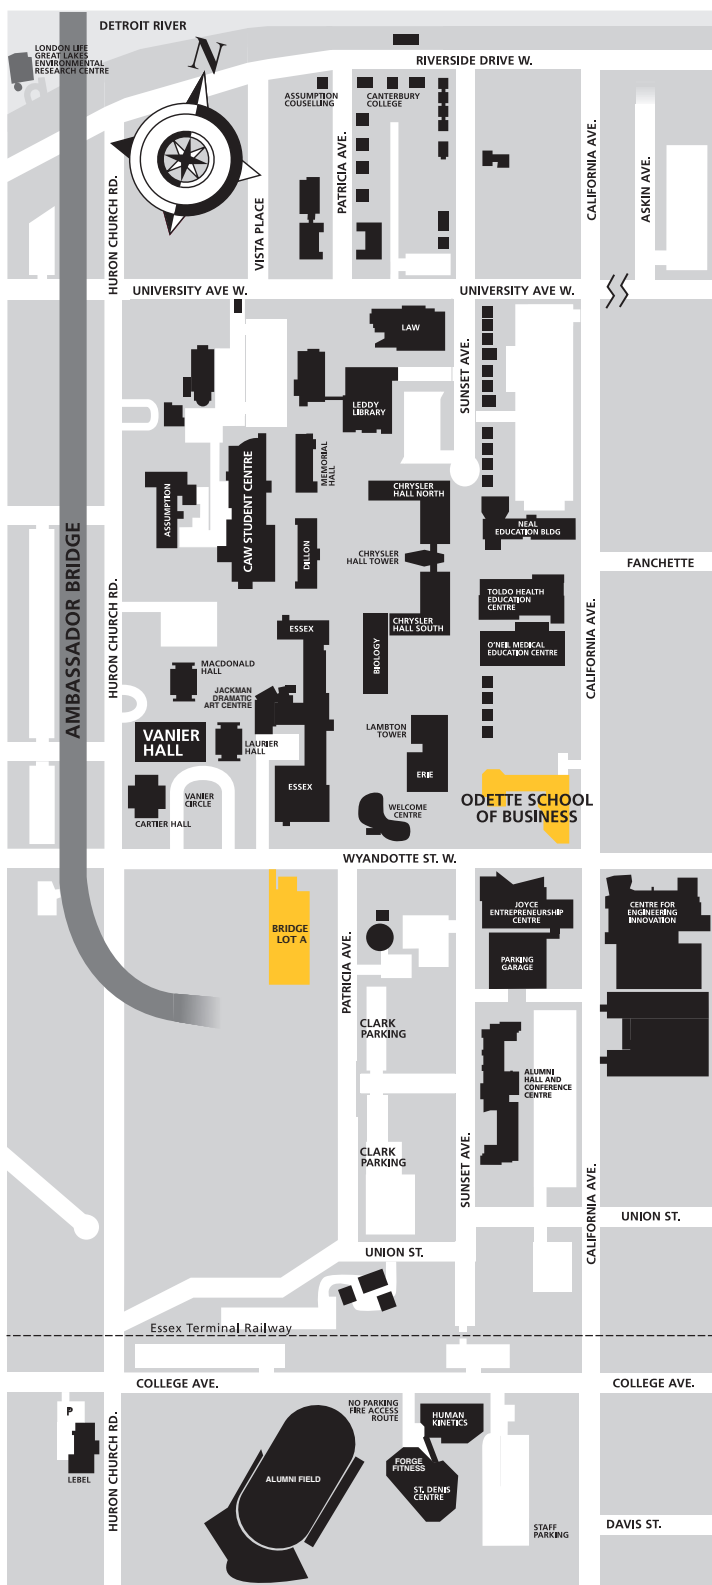 DETROIT RIVER
N
LONDON LIFE
GREAT LAKES
ENVIRONMENTAL
RESEARCH CENTRE
RIVERSIDE DRIVE W.
ASSUMPTION
COUSELLING
CANTERBURY
COLLEGE
HURON CHURCH RD.
VISTA PLACE
PATRICIA AVE.
CALIFORNIA AVE.
ASKIN AVE.
UNIVERSITY AVE W.
UNIVERSITY AVE W.
LAW
SUNSET AVE.
LEDDY
LIBRARY
MEMORIAL
HALL
CAW STUDENT CENTRE
ASSUMPTION
CHRYSLER
HALL NORTH
NEAL
EDUCATION BLDG
DILLON
CHRYSLER
HALL TOWER
FANCHETTE
AMBASSADOR BRIDGE
HURON CHURCH RD.
TOLDO HEALTH
EDUCATION
CENTRE
CALIFORNIA AVE.
ESSEX
CHRYSLER
HALL SOUTH
BIOLOGY
O'NEIL MEDICAL
EDUCATION CENTRE
MACDONALD
HALL
JACKMAN
DRAMATIC
ART CENTRE
VANIER
HALL
LAURIER
HALL
LAMBTON
TOWER
ERIE
ESSEX
VANIER
CIRCLE
CARTIER HALL
WELCOME
CENTRE
ODETTE SCHOOL
OF BUSINESS
WYANDOTTE ST. W.
BRIDGE
LOT A
PATRICIA AVE.
JOYCE
ENTREPRENEURSHIP
CENTRE
CENTRE FOR
ENGINEERING
INNOVATION
PARKING
GARAGE
CLARK
PARKING
ALUMNI
HALL AND
CONFERENCE
CENTRE
CLARK
PARKING
SUNSET AVE.
CALIFORNIA AVE.
UNION ST.
UNION ST.
Essex Terminal Railway
COLLEGE AVE.
COLLEGE AVE.
NO PARKING
FIRE ACCESS
ROUTE
HUMAN
KINETICS
P
LEBEL
HURON CHURCH RD.
ALUMNI FIELD
FORGE
FITNESS
ST. DENIS
CENTRE
STAFF
PARKING
DAVIS ST.